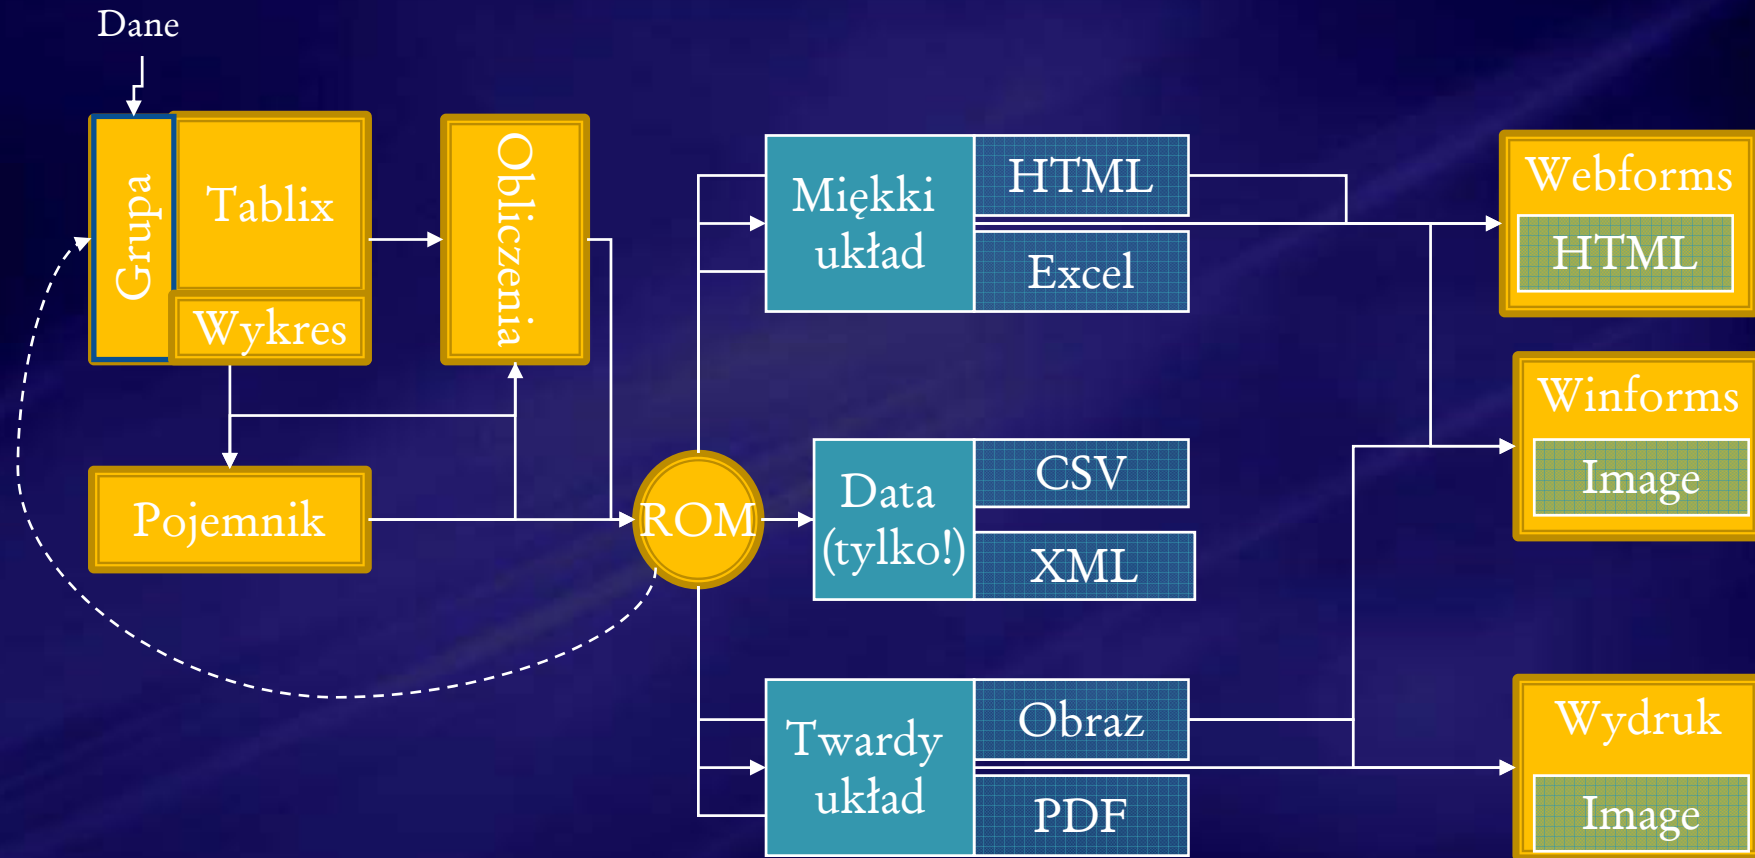 Dane
Grupa
Tablix
Wykres
Obliczenia
Pojemnik
ROM
Miękki
układ
HTML
Excel
Data
(tylko!)
CSV
XML
Twardy
układ
Obraz
PDF
Webforms
HTML
Winforms
Image
Wydruk
Image